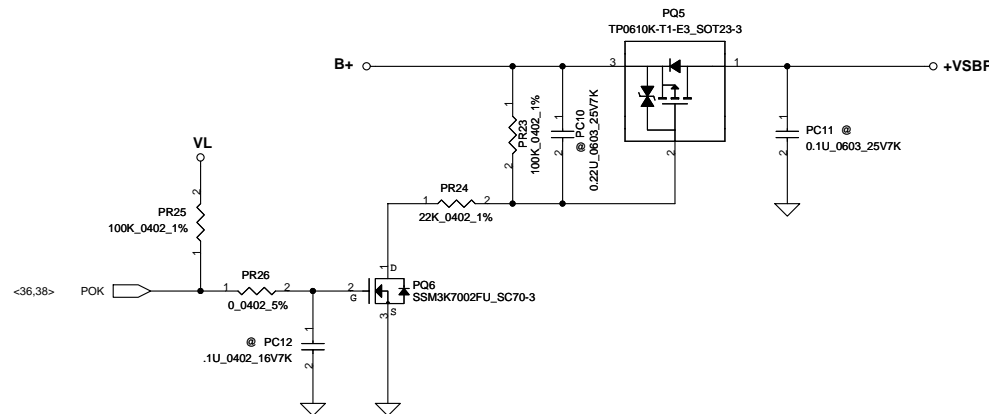 PQ5
TP0610K-T1-E3_SOT23-3
B+
3
1
+VSBP
2
1
2
PR23
100K_0402_1%
1
2
@ PC10
0.22U_0603_25V7K
1
2
PC11 @
0.1U_0603_25V7K
VL
2
PR25
100K_0402_1%
1
PR24
1
2
22K_0402_1%
<36,38>
POK
PR26
1
2
0_0402_5%
1
D
2
G
PQ6
SSM3K7002FU_SC70-3
3
S
1
@ PC12
.1U_0402_16V7K
2